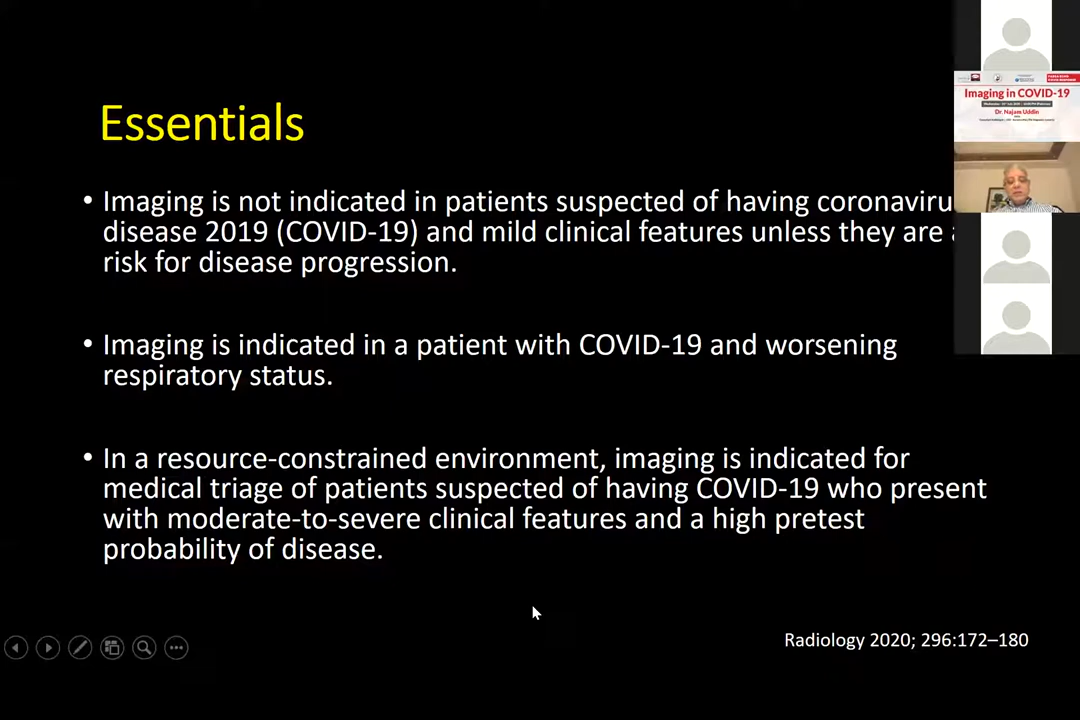 Essentials
• Imaging is not indicated in patients suspected of having coronaviru
disease 2019 (COVID-19) and mild clinical features unless they are
risk for disease progression.
• Imaging is indicated in a patient with COVID-19 and worsening
respiratory status.
• In a resource-constrained environment, imaging is indicated for
medical triage of patients suspected of having COVID-19 who present
with moderate-to-severe clinical features and a high pretest
probability of disease.
Radiology 2020; 296:172–180
Imaging in COVID-19
Dr. Najam Uddin